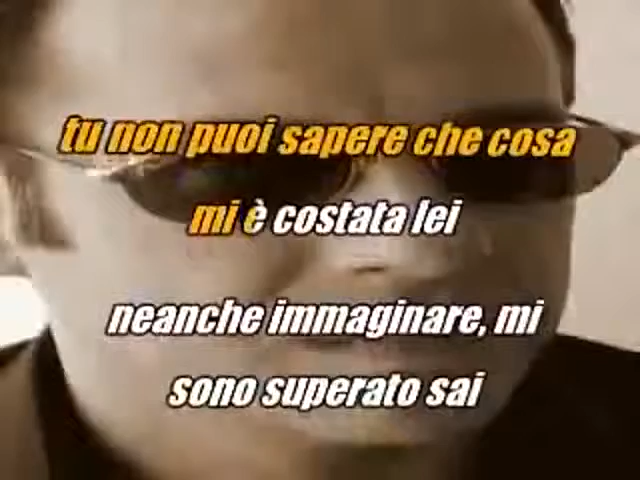 tu non puoi sapere che cosa
mi è costata lei
neanche immaginare, mi
sono superato sai